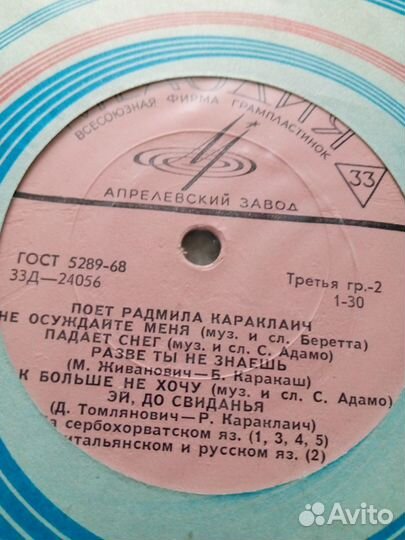 ВСЕСОЮЗНАЯ ФИРМА ГРАМПЛАСТИНОК
33
АПРЕЛЕВСКИЙ ЗАВОД
ГОСТ 5289-68
33Д—24056
Третья гр.-2
1-30
ПОЕТ РАДМИЛА КАРАКЛАИЧ
НЕ ОСУЖДАЙТЕ МЕНЯ (муз. и сл. Беретта)
ПАДАЕТ СНЕГ (муз. и сл. С. Адамо)
РАЗВЕ ТЫ НЕ ЗНАЕШЬ
(М. Живанович—Б. Каракаш)
К БОЛЬШЕ НЕ ХОЧУ (муз. и сл. С. Адамо)
ЭЙ, ДО СВИДАНЬЯ
(Д. Томлянович—Р. Караклаич)
а сербохорватском яз. (1, 3, 4, 5)
итальянском и русском яз. (2)
Avito